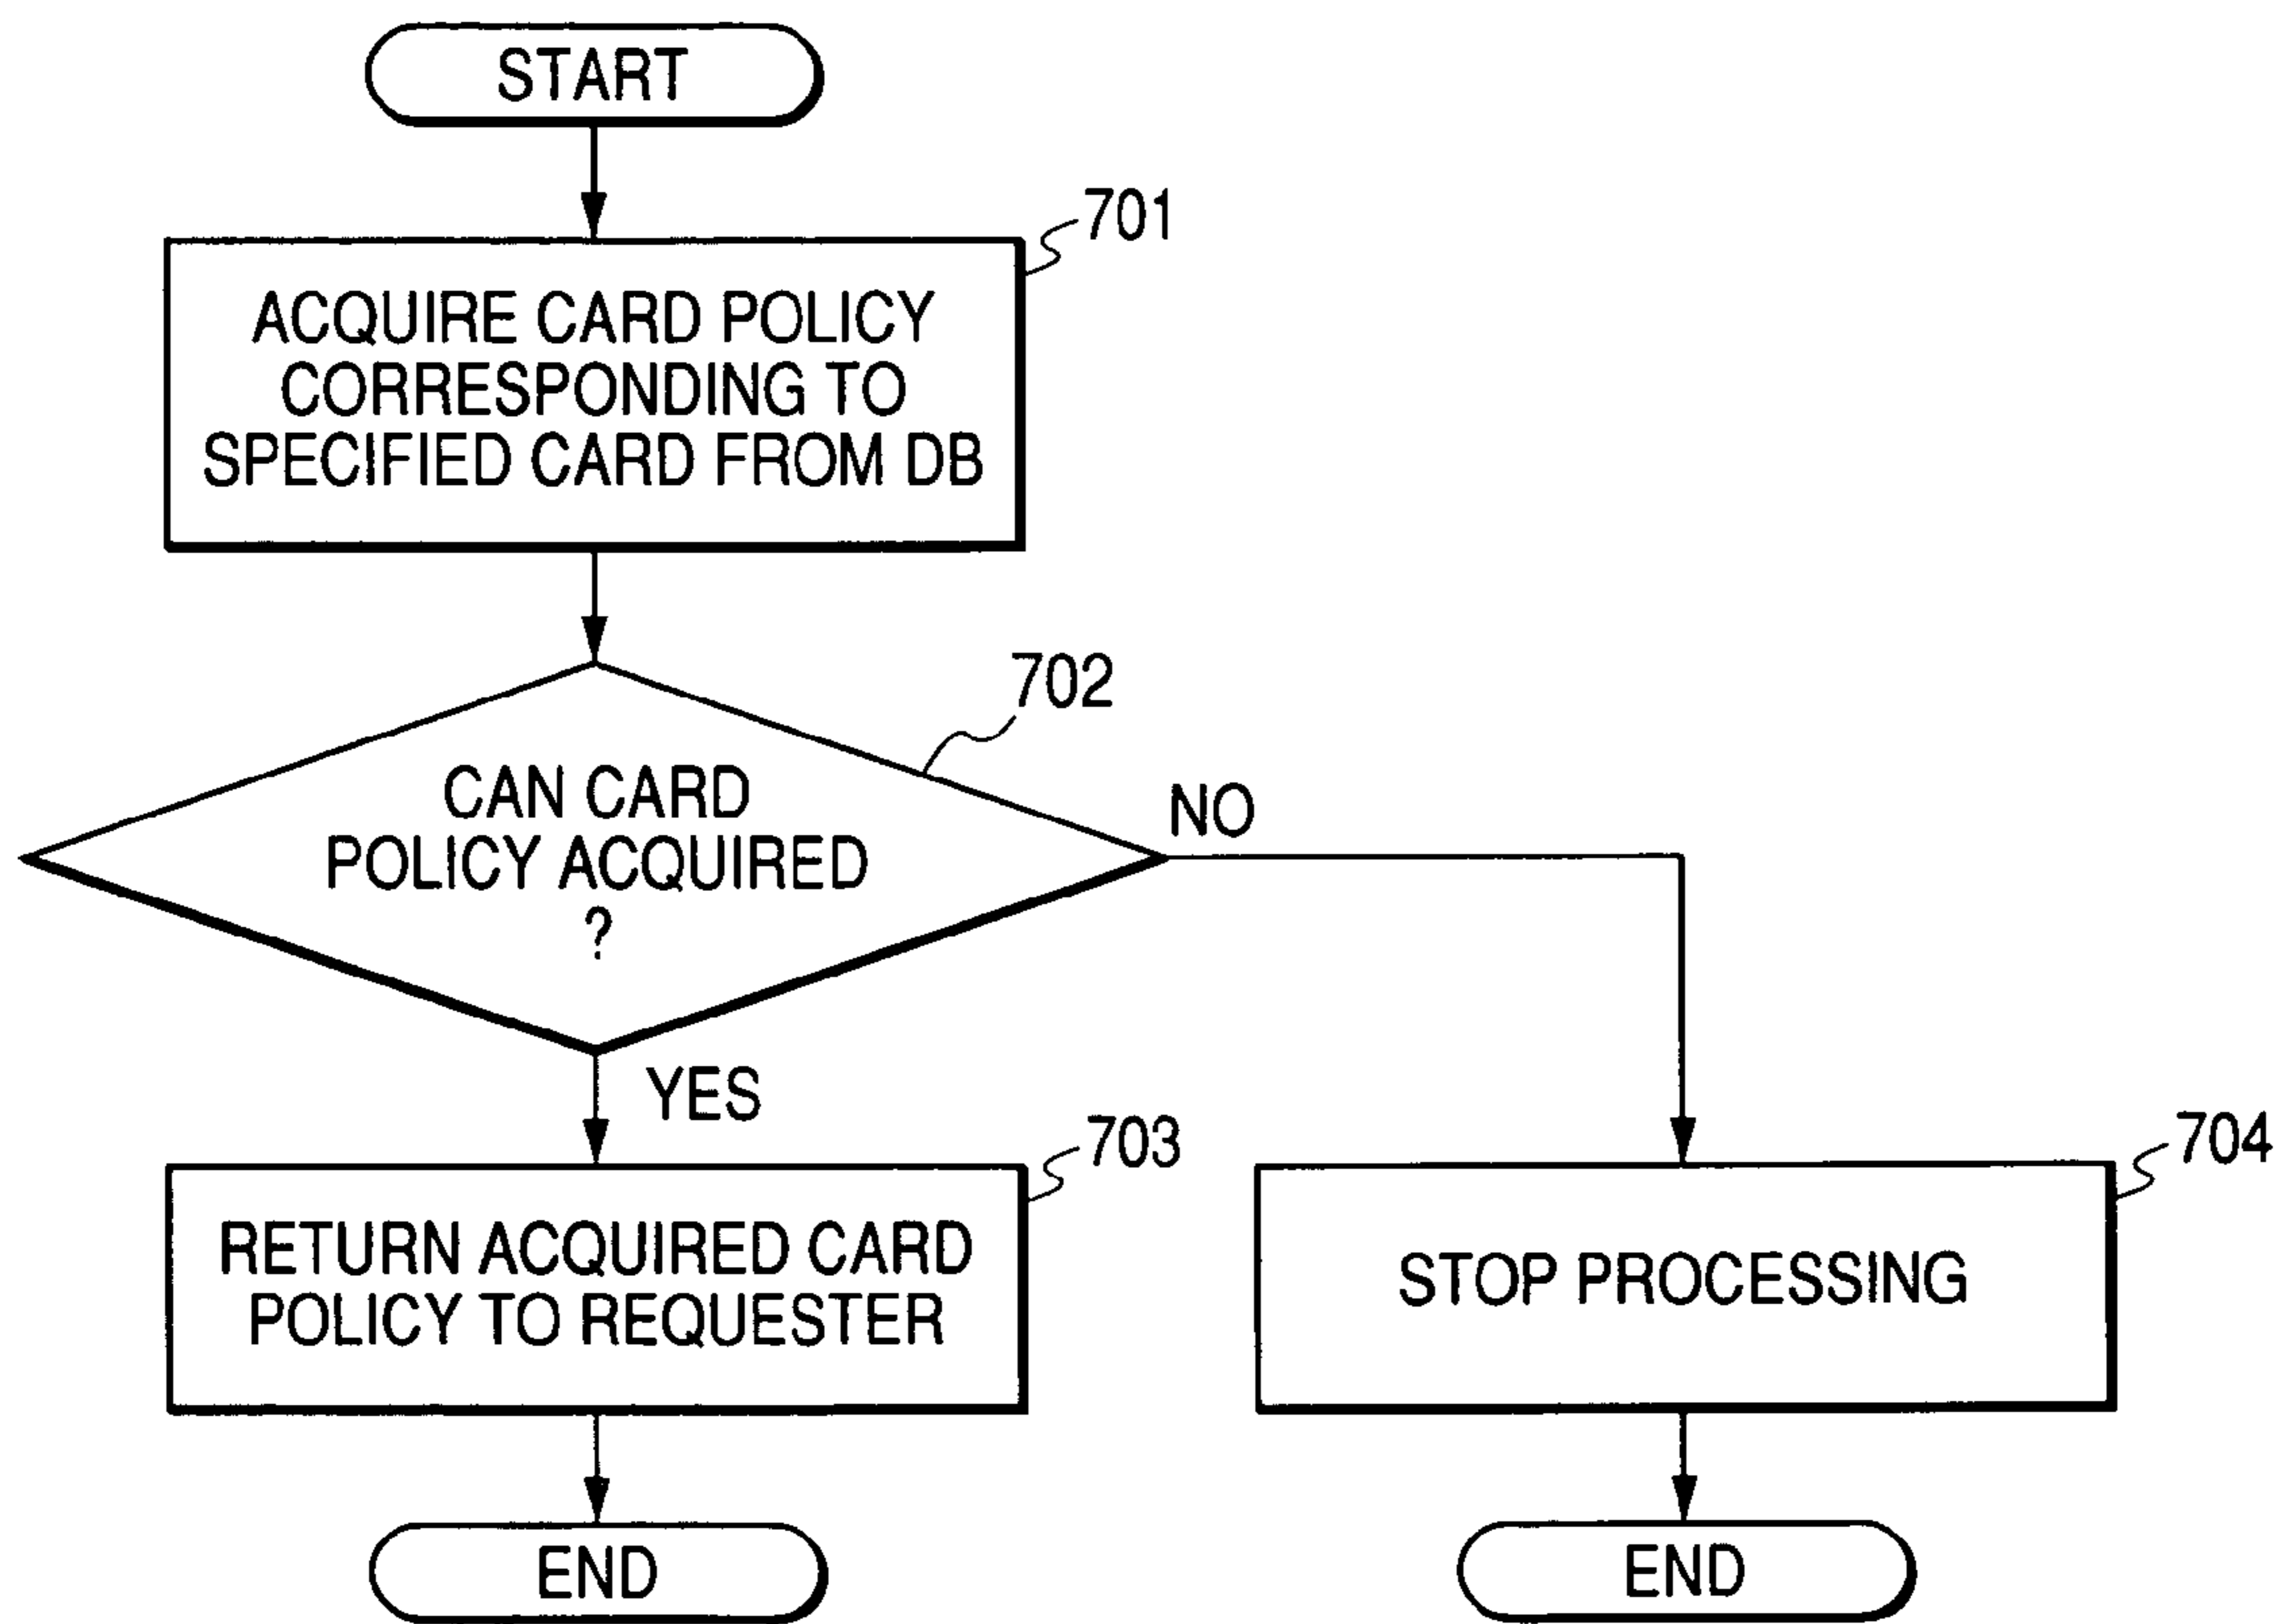 START
701
ACQUIRE CARD POLICY
CORRESPONDING TO
SPECIFIED CARD FROM DB
702
CAN CARD
POLICY ACQUIRED
?
NO
YES
703
RETURN ACQUIRED CARD
POLICY TO REQUESTER
704
STOP PROCESSING
END
END